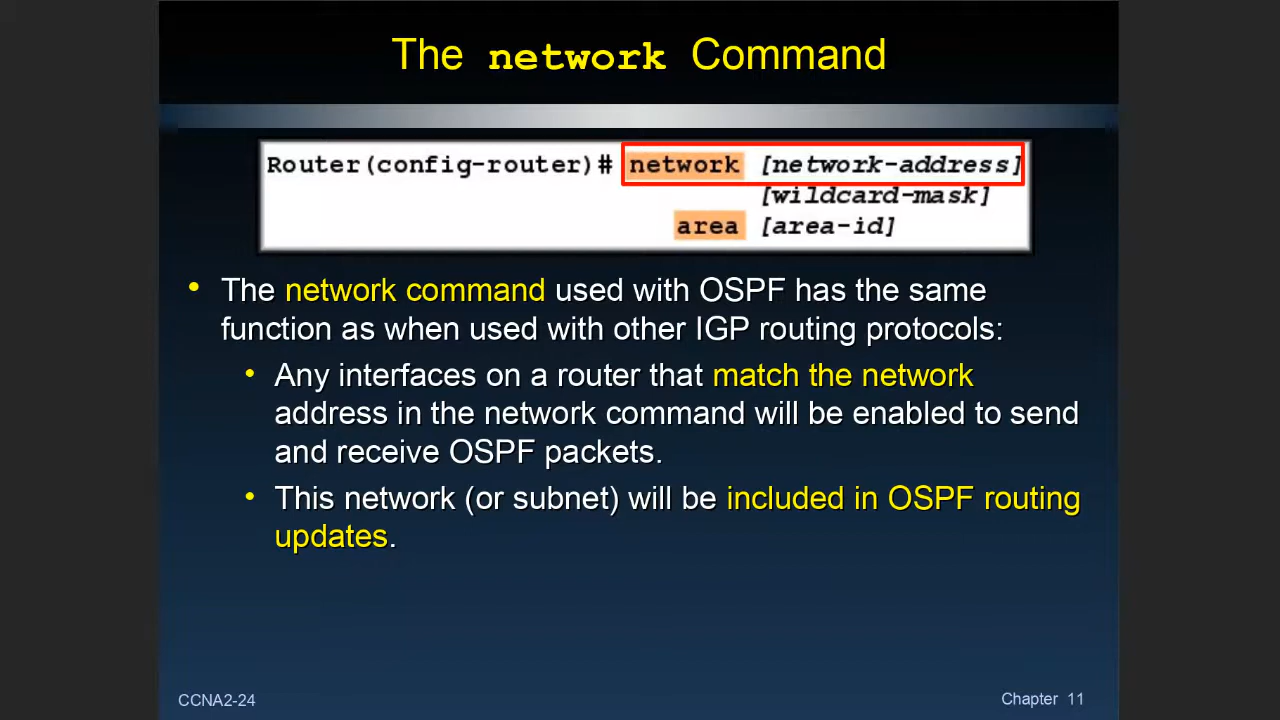 The network Command
Router(config-router)# network [network-address]
[wildcard-mask]
area [area-id]
• The network command used with OSPF has the same
function as when used with other IGP routing protocols:
• Any interfaces on a router that match the network
address in the network command will be enabled to send
and receive OSPF packets.
• This network (or subnet) will be included in OSPF routing
updates.
CCNA2-24
Chapter 11